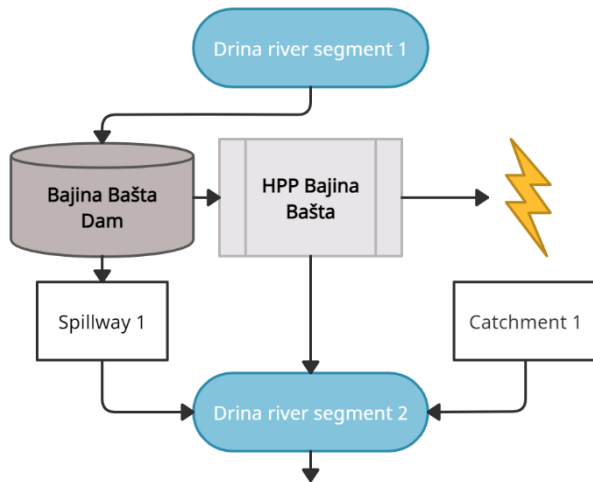 Drina river segment 1
Bajina Bašta
Dam
HPP Bajina
Bašta
Spillway 1
Catchment 1
Drina river segment 2